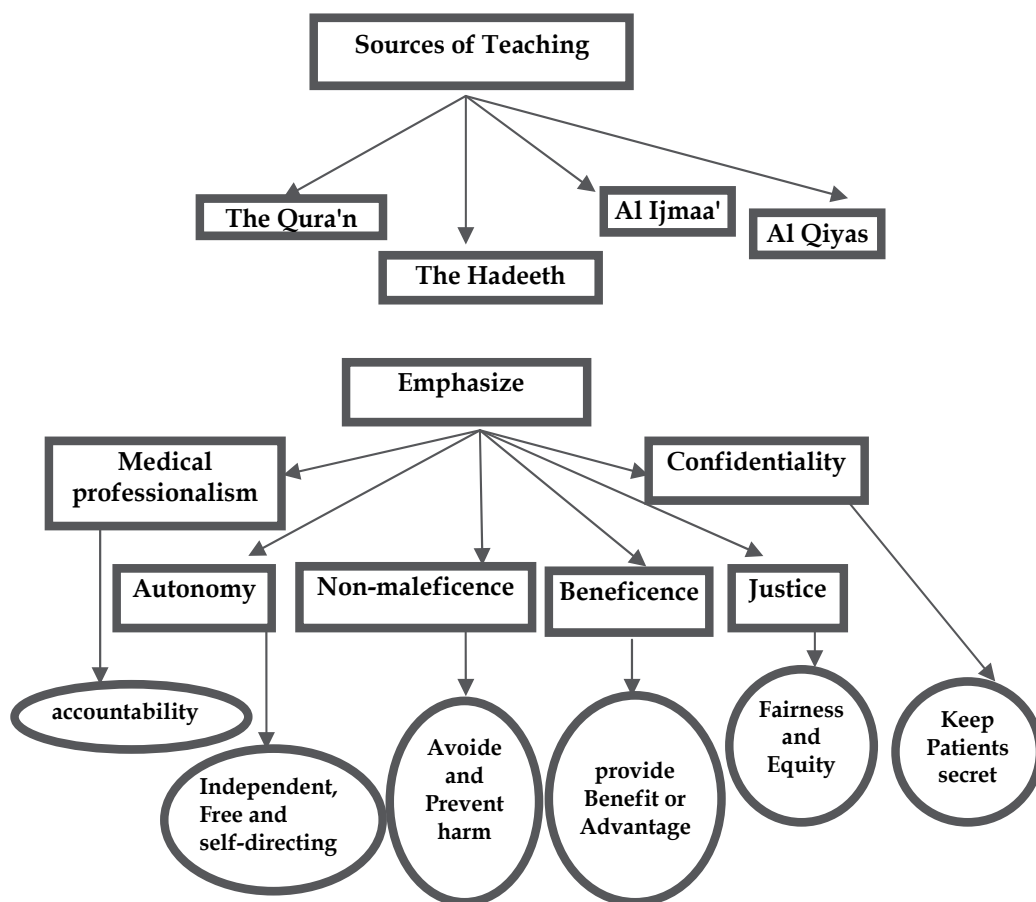 Sources of Teaching
The Qura'n
Al Ijmaa'
Al Qiyas
The Hadeeth
Emphasize
Medical
professionalism
Confidentiality
Autonomy
Non-maleficence
Beneficence
Justice
accountability
Independent,
Free and
self-directing
Avoide
and
Prevent
harm
provide
Benefit or
Advantage
Fairness
and
Equity
Keep
Patients
secret